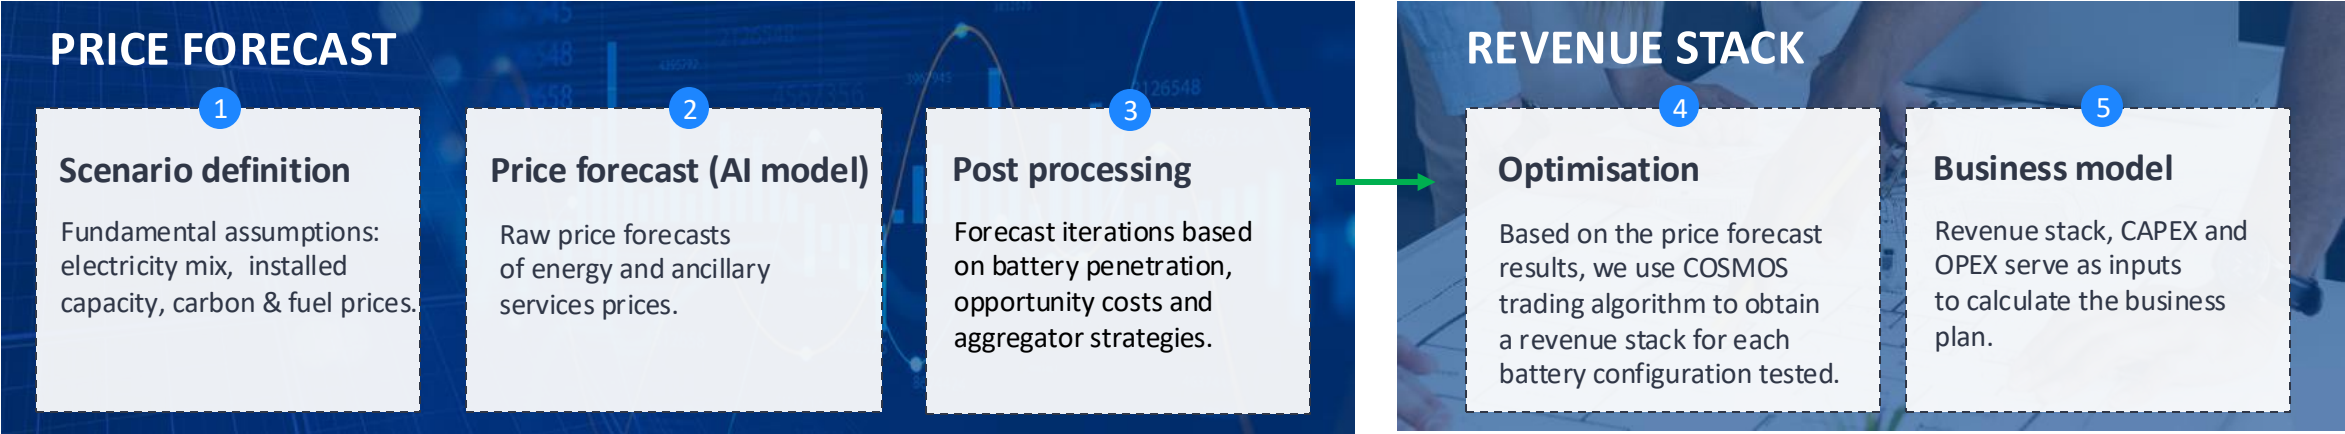 PRICE FORECAST
1
Scenario definition
Fundamental assumptions:
electricity mix, installed
capacity, carbon & fuel prices.
2
Price forecast (AI model)
Raw price forecasts
of energy and ancillary
services prices.
3
Post processing
Forecast iterations based
on battery penetration,
opportunity costs and
aggregator strategies.
REVENUE STACK
4
Optimisation
Based on the price forecast
results, we use COSMOS
trading algorithm to obtain
a revenue stack for each
battery configuration tested.
5
Business model
Revenue stack, CAPEX and
OPEX serve as inputs
to calculate the business
plan.